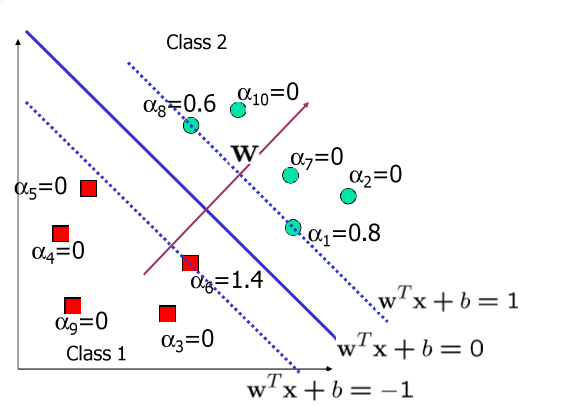 Class 2
α₈=0.6
α₁₀=0
w
α₇=0
α₂=0
α₅=0
α₁=0.8
α₄=0
α₆=1.4
wᵀx + b = 1
α₉=0
α₃=0
wᵀx + b = 0
Class 1
wᵀx + b = −1